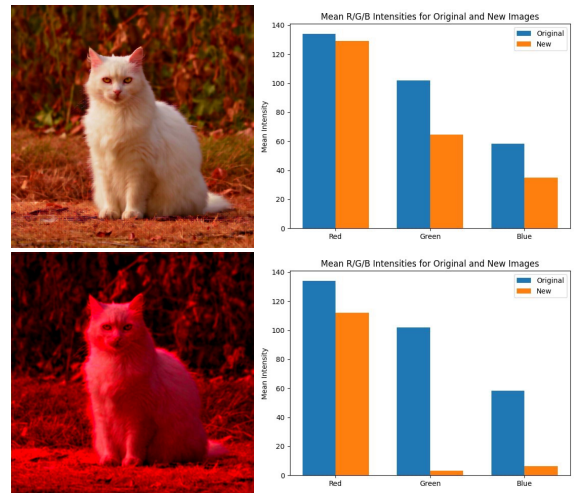 Mean R/G/B Intensities for Original and New Images
140
120
100
80
60
40
20
0
Mean Intensity
Original
New
Red Green Blue
Mean R/G/B Intensities for Original and New Images
140
120
100
80
60
40
20
0
Mean Intensity
Original
New
Red Green Blue